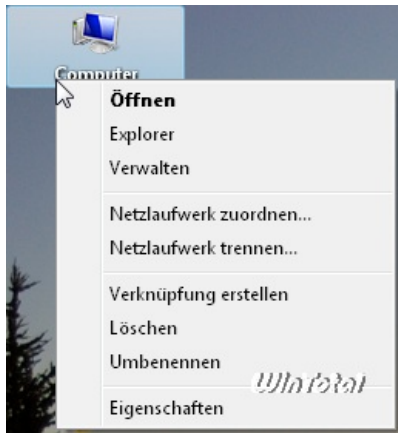 Computer
Öffnen
Explorer
Verwalten
Netzlaufwerk zuordnen...
Netzlaufwerk trennen...
Verknüpfung erstellen
Löschen
Umbenennen
WinTotal
Eigenschaften